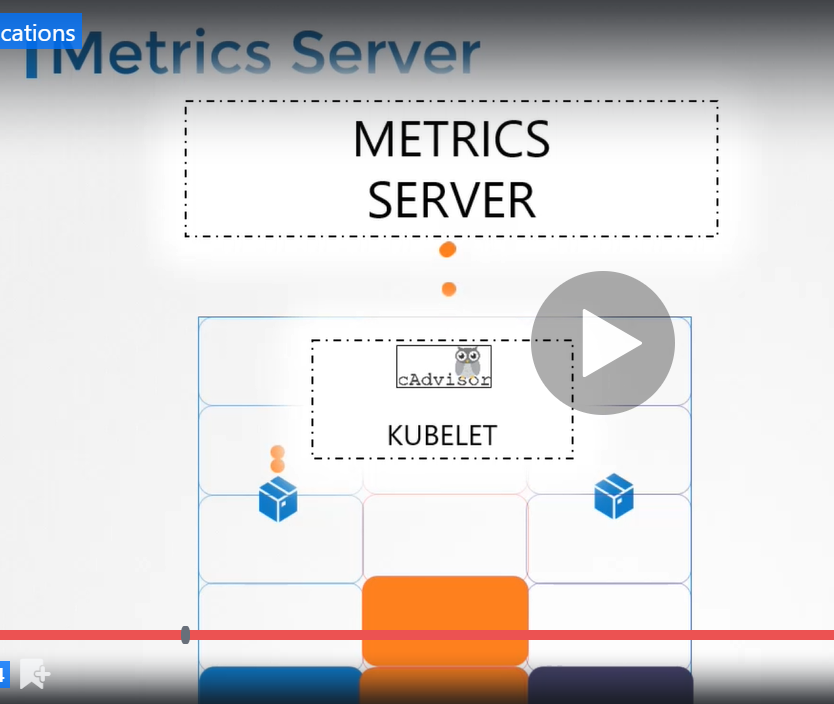 cations
Metrics Server
METRICS
SERVER
cAdvisor
KUBELET